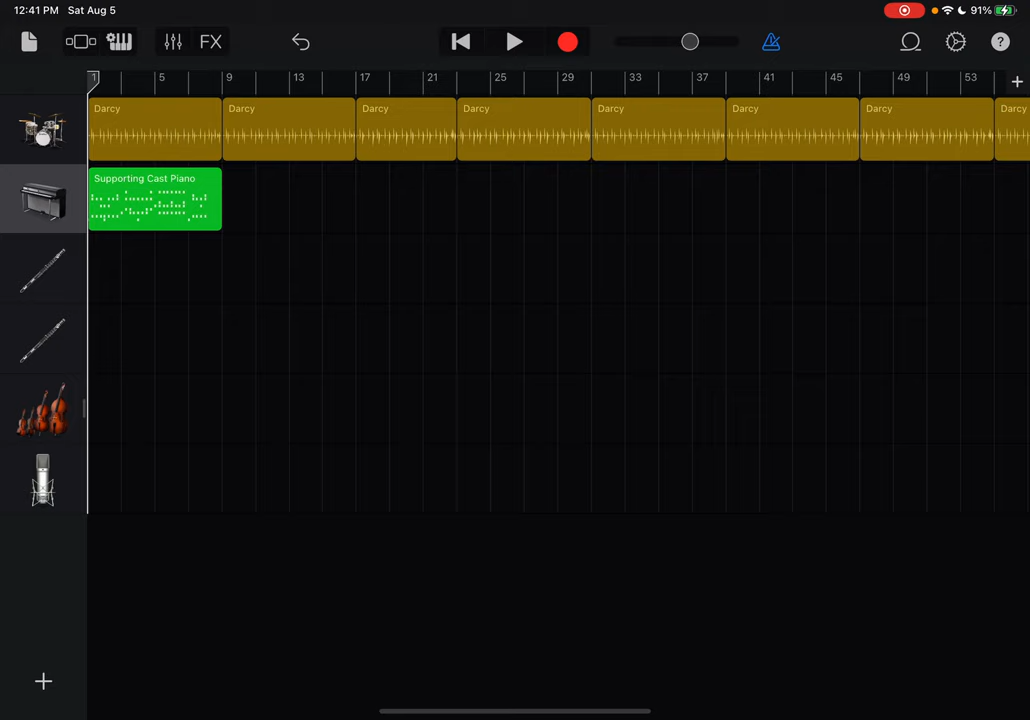 12:41 PM Sat Aug 5
91%
FX
?
1 5 9 13 17 21 25 29 33 37 41 45 49 53
Darcy Darcy Darcy Darcy Darcy Darcy Darcy Darcy
Supporting Cast Piano